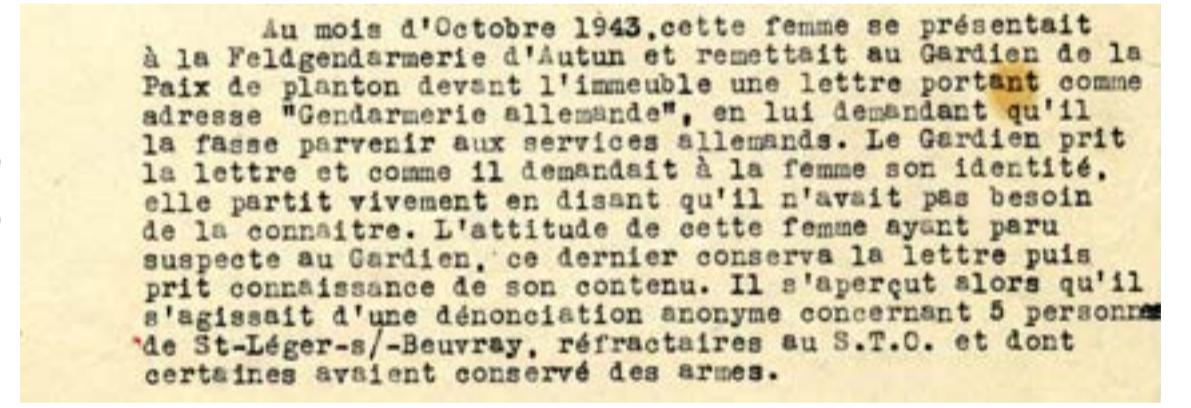 Au mois d'Octobre 1943,cette femme se présentait
à la Feldgendarmerie d'Autun et remettait au Gardien de la
Paix de planton devant l'immeuble une lettre portant comme
adresse "Gendarmerie allemande", en lui demandant qu'il
la fasse parvenir aux services allemands. Le Gardien prit
la lettre et comme il demandait à la femme son identité,
elle partit vivement en disant qu'il n'avait pas besoin
de la connaitre. L'attitude de cette femme ayant paru
suspecte au Gardien, ce dernier conserva la lettre puis
prit connaissance de son contenu. Il s'aperçut alors qu'il
s'agissait d'une dénonciation anonyme concernant 5 personnes
de St-Léger-s/-Beuvray, réfractaires au S.T.O. et dont
certaines avaient conservé des armes.